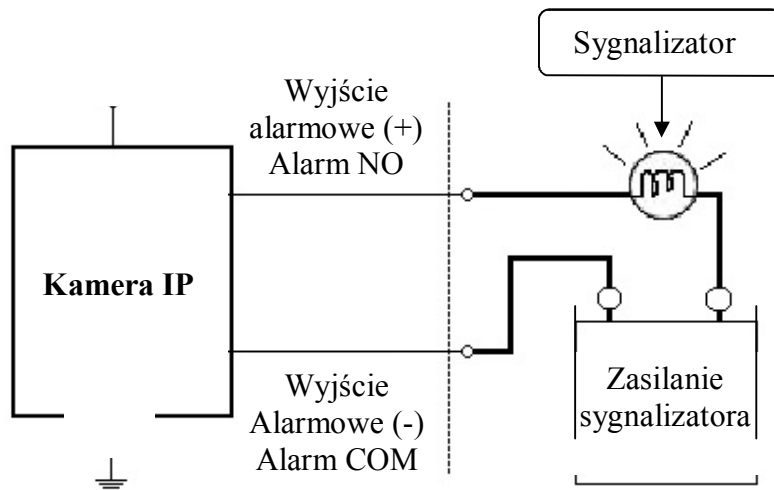 Sygnalizator
Wyjście
alarmowe (+)
Alarm NO
Kamera IP
Wyjście
Alarmowe (-)
Alarm COM
Zasilanie
sygnalizatora